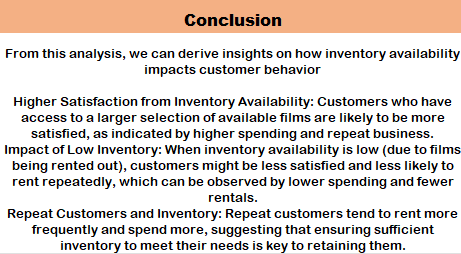 Conclusion
From this analysis, we can derive insights on how inventory availability
impacts customer behavior
Higher Satisfaction from Inventory Availability: Customers who have
access to a larger selection of available films are likely to be more
satisfied, as indicated by higher spending and repeat business.
Impact of Low Inventory: When inventory availability is low (due to films
being rented out), customers might be less satisfied and less likely to
rent repeatedly, which can be observed by lower spending and fewer
rentals.
Repeat Customers and Inventory: Repeat customers tend to rent more
frequently and spend more, suggesting that ensuring sufficient
inventory to meet their needs is key to retaining them.